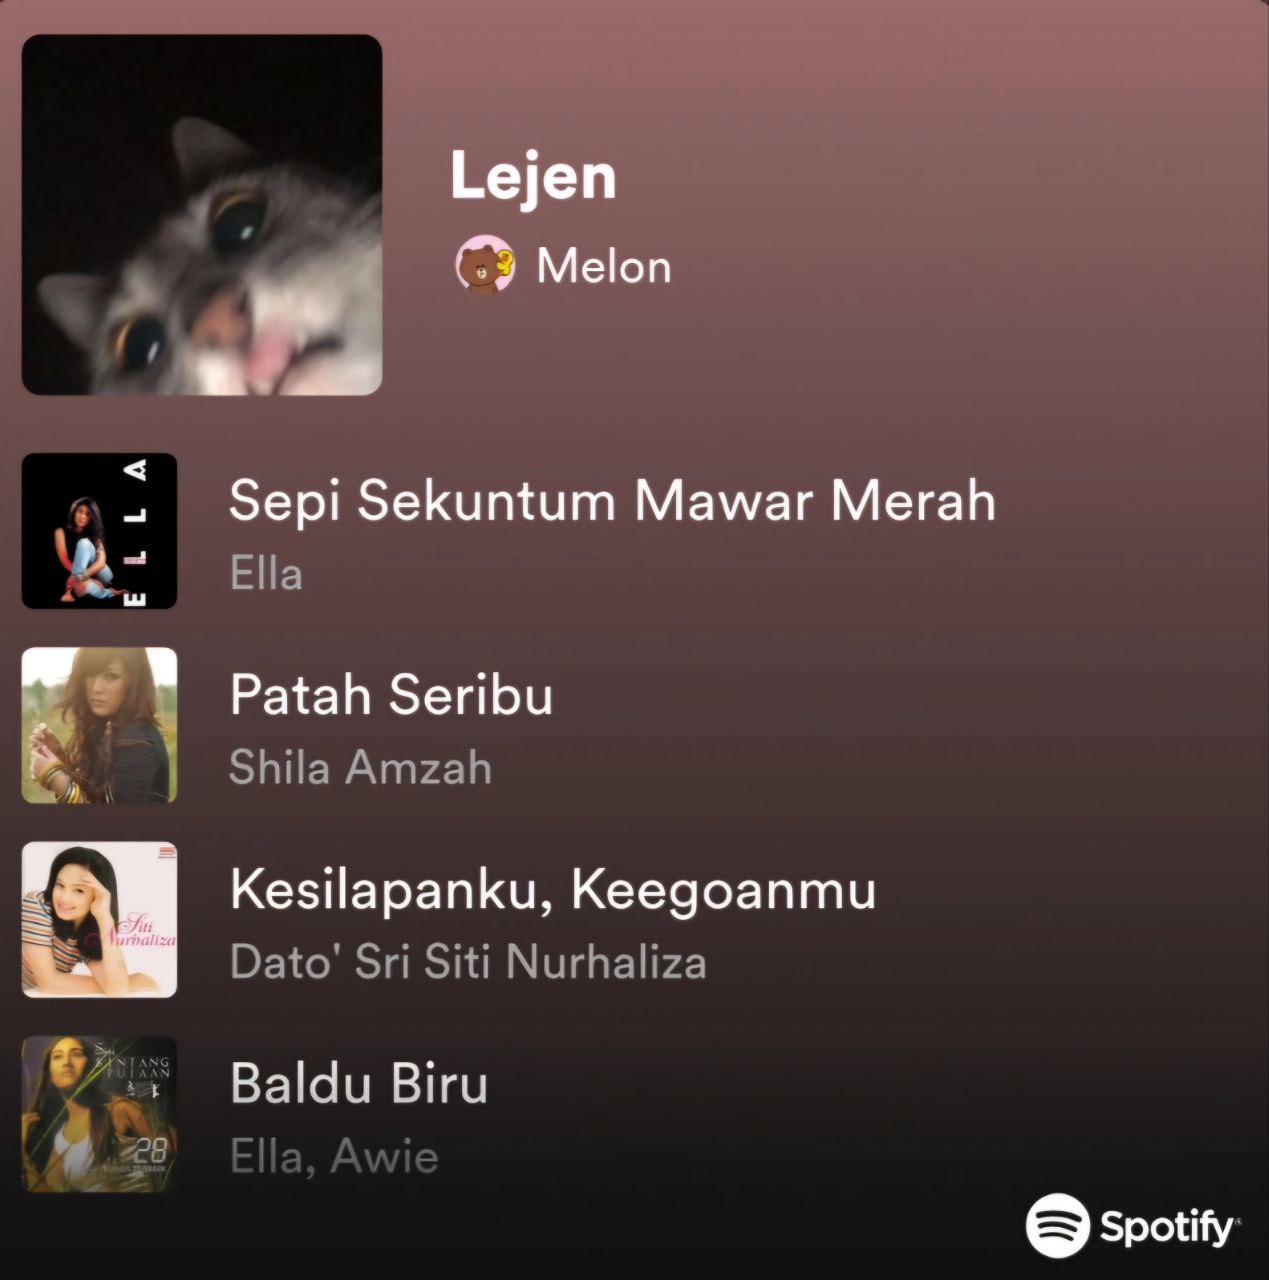 Lejen
Melon
ELLA
Sepi Sekuntum Mawar Merah
Ella
Patah Seribu
Shila Amzah
Siti
Nurhaliza
Kesilapanku, Keegoanmu
Dato' Sri Siti Nurhaliza
BINTANG
PUJAAN
28
Baldu Biru
Ella, Awie
Spotify